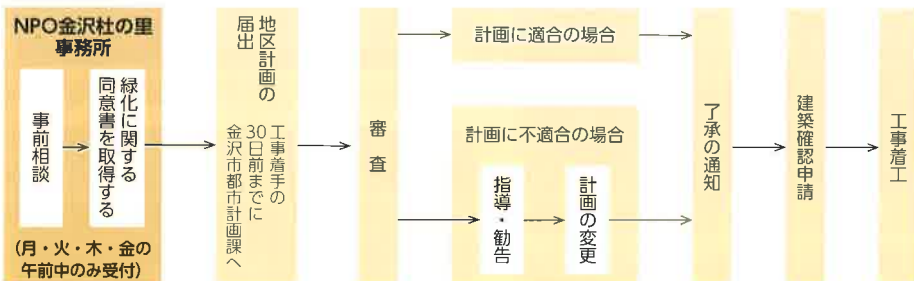 NPO金沢杜の里
事務所
事前相談
緑化に関する
同意書を取得する
(月・火・木・金の
午前中のみ受付)
地区計画の
届出
工事着手の
30日前までに
金沢市都市計画課へ
審査
計画に適合の場合
計画に不適合の場合
指導・勧告
計画の変更
了承の通知
建築確認申請
工事着工